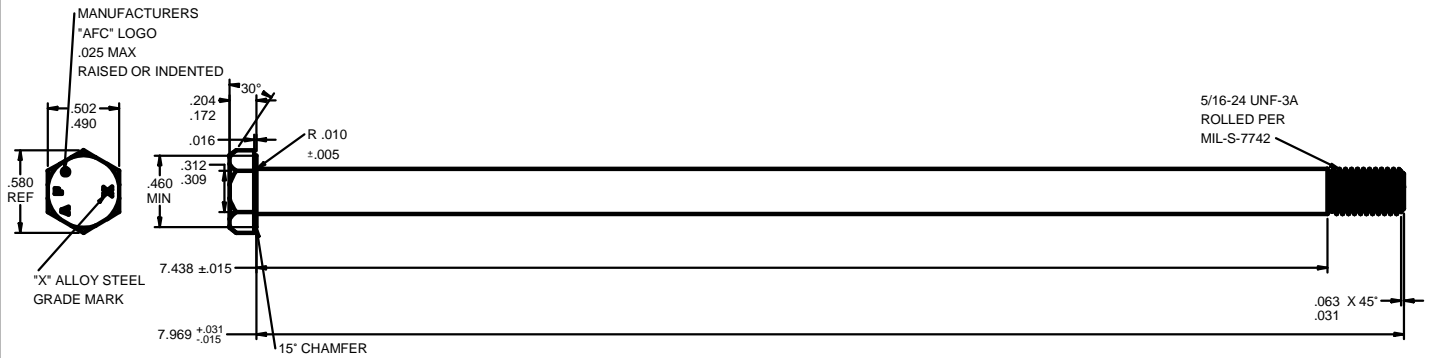 MANUFACTURERS
"AFC" LOGO
.025 MAX
RAISED OR INDENTED
.502
.490
.580
REF
"X" ALLOY STEEL
GRADE MARK
30°
.204
.172
.016
R .010
±.005
.312
.309
.460
MIN
7.438 ±.015
7.969 +.031
-.015
15° CHAMFER
5/16-24 UNF-3A
ROLLED PER
MIL-S-7742
.063 X 45°
.031